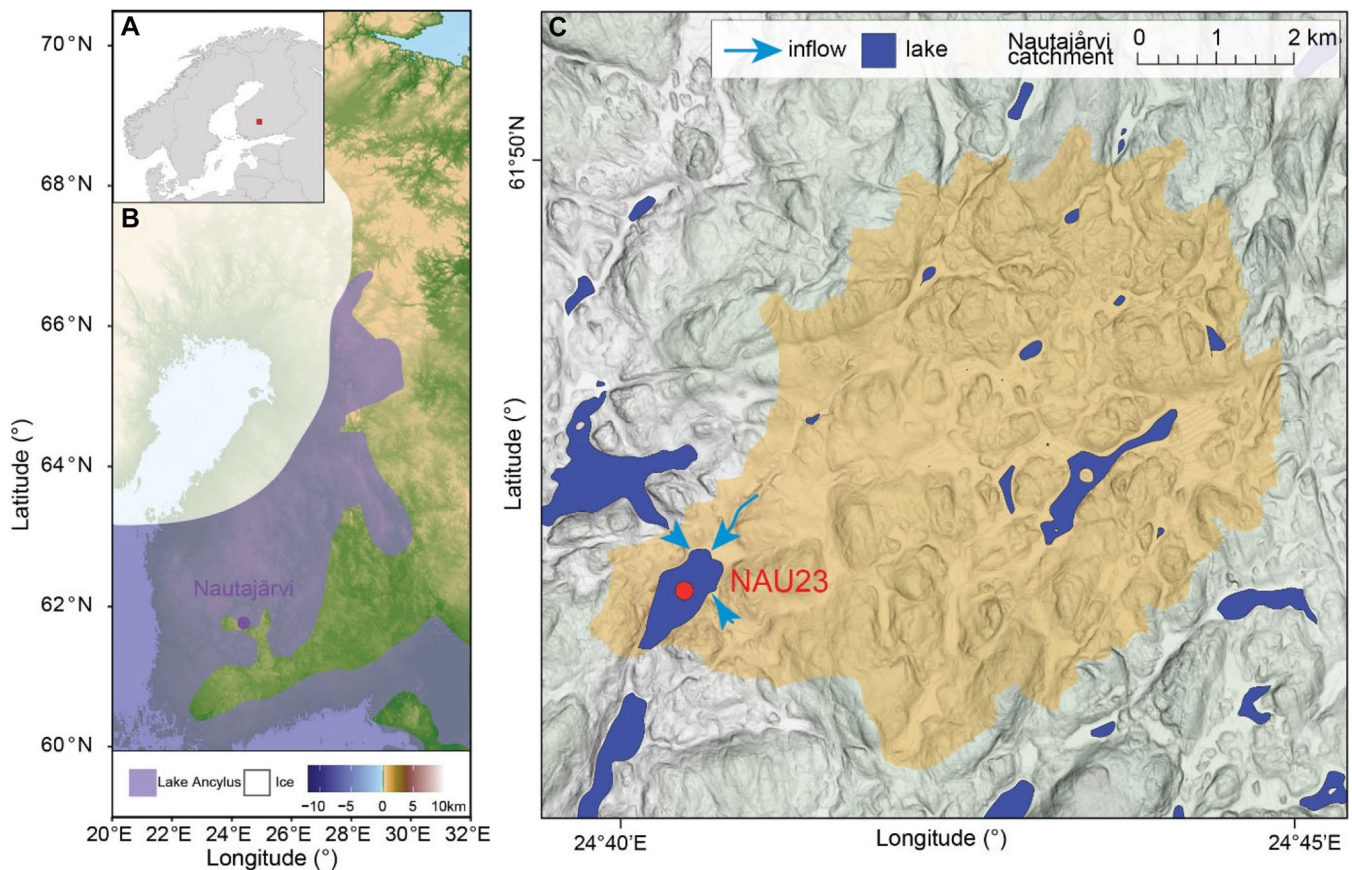 A
B
70°N
68°N
66°N
64°N
62°N
60°N
Latitude (°)
Nautajårvi
Lake Ancylus
Ice
−10 −5 0 5 10km
20°E 22°E 24°E 26°E 28°E 30°E 32°E
Longitude (°)
C
inflow
lake
Nautajårvi
catchment
0 1 2 km
61°50'N
Latitude (°)
NAU23
24°40'E
Longitude (°)
24°45'E